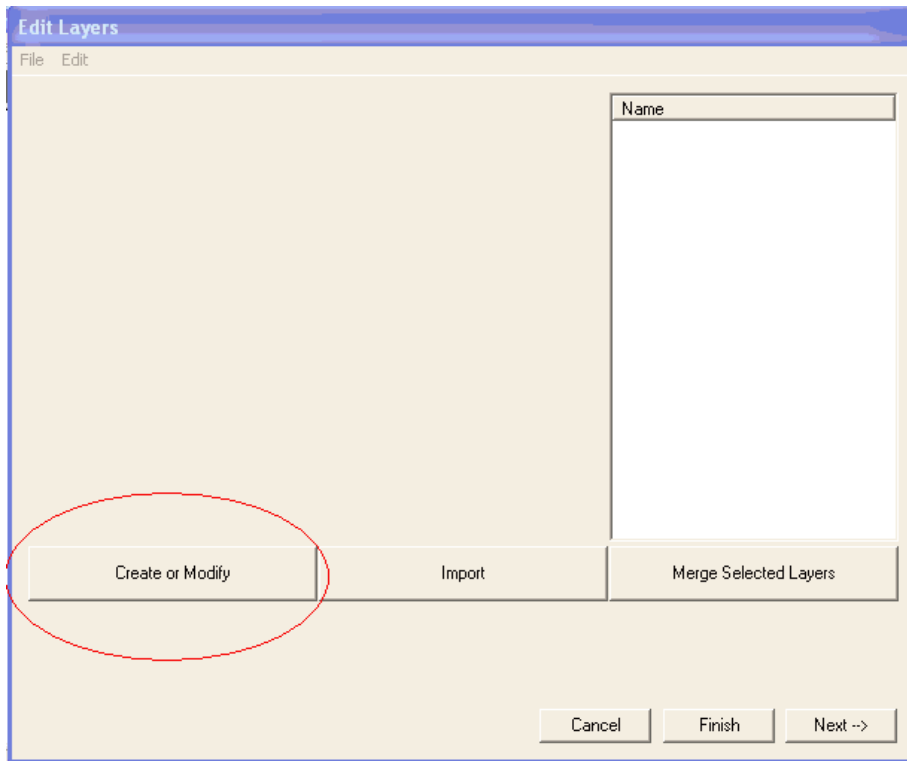 Edit Layers
File Edit
Name
Create or Modify
Import
Merge Selected Layers
Cancel
Finish
Next -->